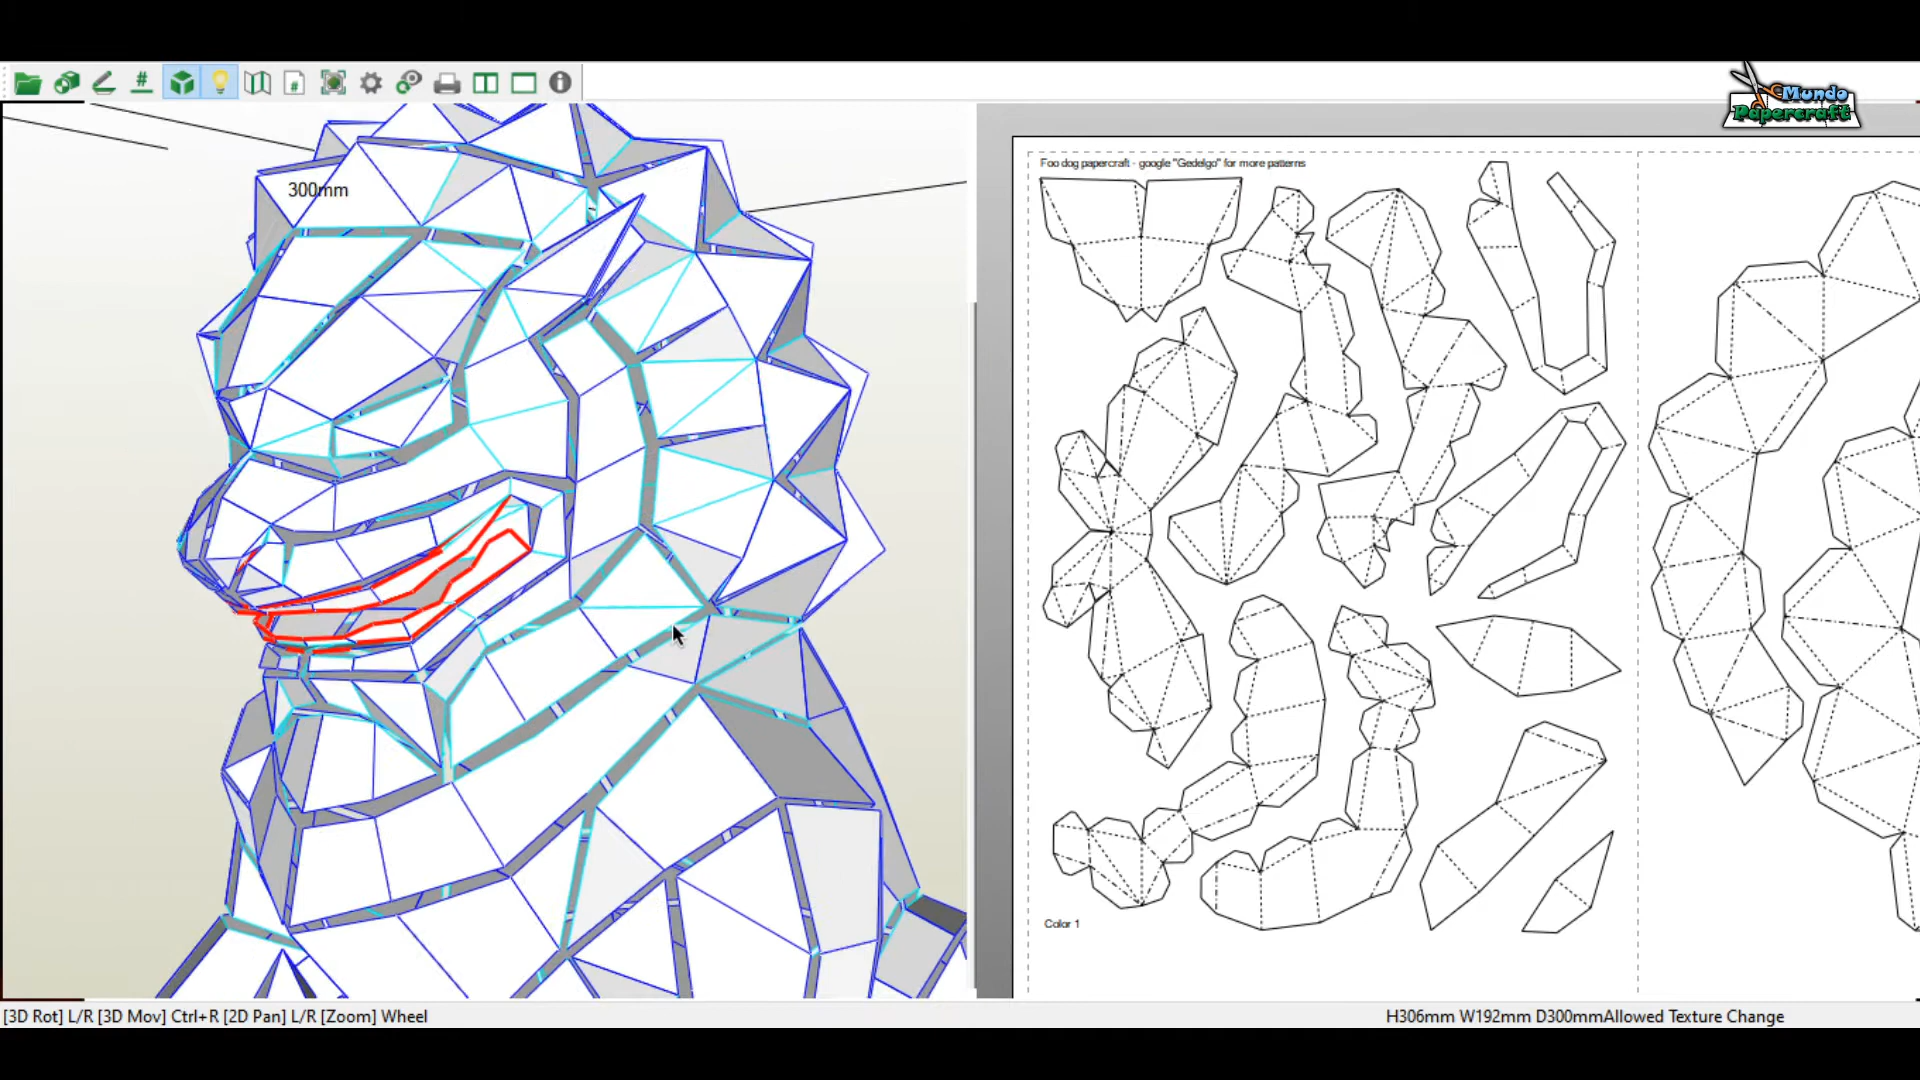 Mundo
Papercraft
300mm
Foo dog papercraft - google "Gedelgo" for more patterns
Color 1
[3D Rot] L/R [3D Mov] Ctrl+R [2D Pan] L/R [Zoom] Wheel
H306mm W192mm D300mmAllowed Texture Change